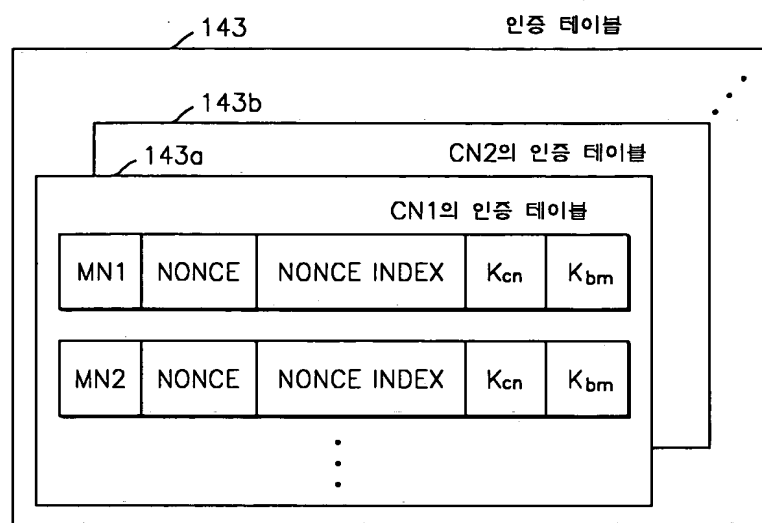 143 인증 테이블
143b
CN2의 인증 테이블
143a
CN1의 인증 테이블
MN1 NONCE NONCE INDEX Kcn Kbm
MN2 NONCE NONCE INDEX Kcn Kbm